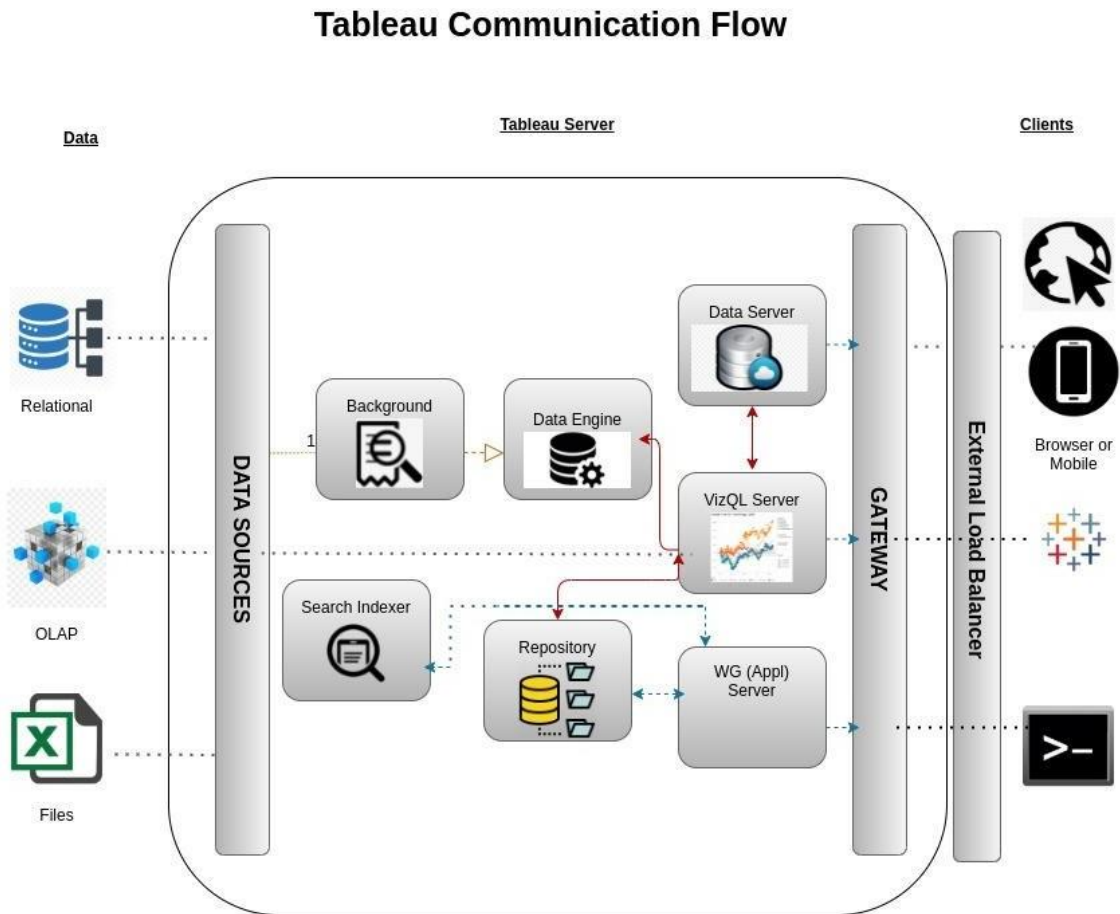 Tableau Communication Flow
Data
Tableau Server
Clients
Relational
OLAP
Files
DATA SOURCES
1
Background
Data Engine
Data Server
VizQL Server
Search Indexer
Repository
WG (Appl)
Server
GATEWAY
External Load Balancer
Browser or
Mobile